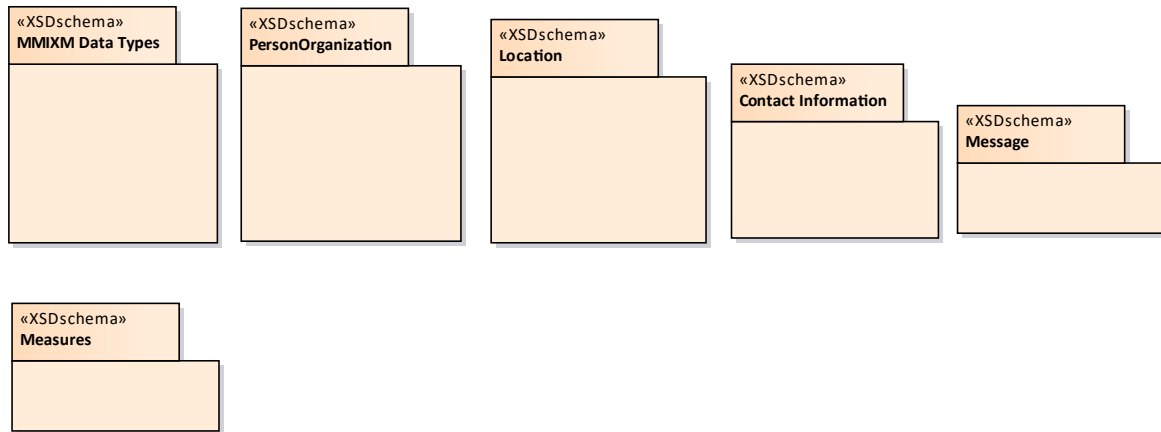 «XSDschema»
MMIXM Data Types
«XSDschema»
PersonOrganization
«XSDschema»
Location
«XSDschema»
Contact Information
«XSDschema»
Message
«XSDschema»
Measures